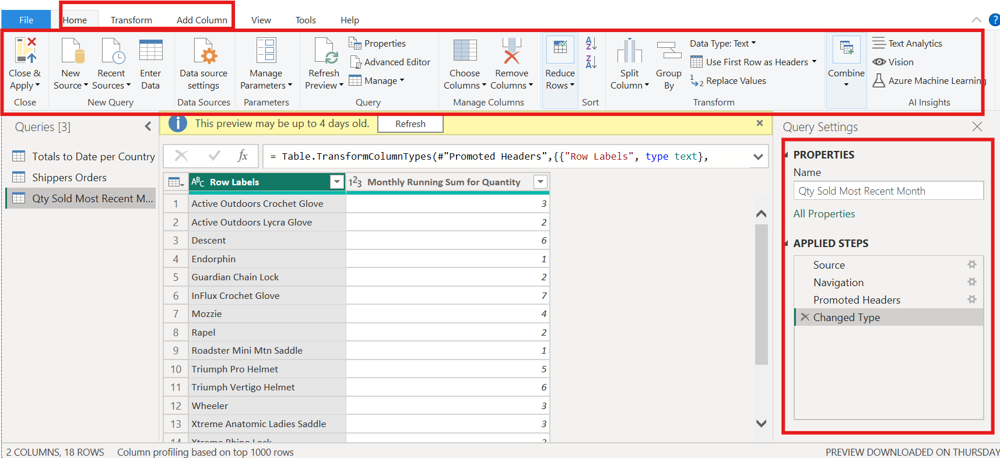 File Home Transform Add Column View Tools Help
?
Close & Apply
New Source
Recent Sources
Enter Data
Data source settings
Manage Parameters
Refresh Preview
Properties
Advanced Editor
Manage
Choose Columns
Remove Columns
Reduce Rows
A Z
Z A
Split Column
Group By
Data Type: Text
Use First Row as Headers
1 2 Replace Values
Combine
Text Analytics
Vision
Azure Machine Learning
Close New Query Data Sources Parameters Query Manage Columns Sort Transform AI Insights
Queries [3]
Totals to Date per Country
Shippers Orders
Qty Sold Most Recent M...
i This preview may be up to 4 days old. Refresh
fx = Table.TransformColumnTypes(#"Promoted Headers",{{"Row Labels", type text},
ABC Row Labels 123 Monthly Running Sum for Quantity
1 Active Outdoors Crochet Glove 3
2 Active Outdoors Lycra Glove 2
3 Descent 6
4 Endorphin 1
5 Guardian Chain Lock 2
6 InFlux Crochet Glove 7
7 Mozzie 4
8 Rapel 2
9 Roadster Mini Mtn Saddle 1
10 Triumph Pro Helmet 5
11 Triumph Vertigo Helmet 6
12 Wheeler 3
13 Xtreme Anatomic Ladies Saddle 3
14 Xtreme Rhino Lock 2
Query Settings
PROPERTIES
Name
Qty Sold Most Recent Month
All Properties
APPLIED STEPS
Source
Navigation
Promoted Headers
Changed Type
2 COLUMNS, 18 ROWS Column profiling based on top 1000 rows PREVIEW DOWNLOADED ON THURSDAY